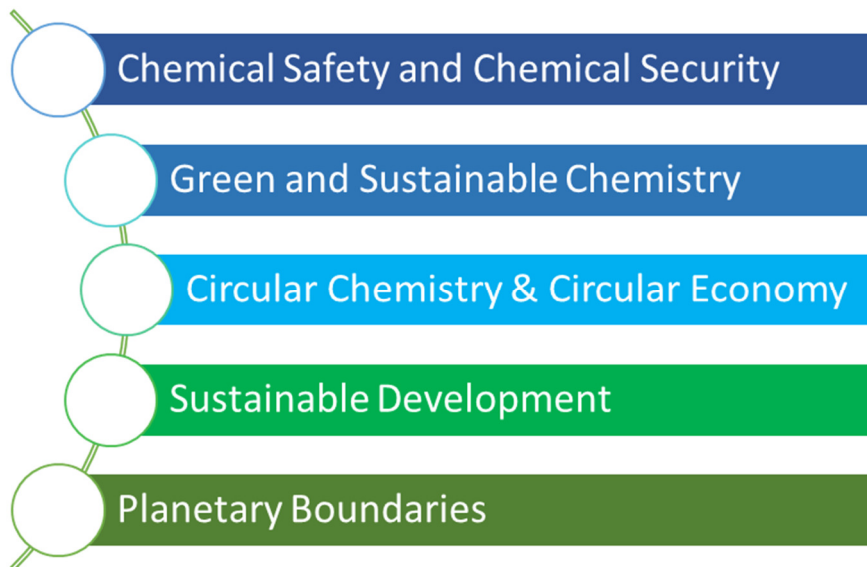 Chemical Safety and Chemical Security
Green and Sustainable Chemistry
Circular Chemistry & Circular Economy
Sustainable Development
Planetary Boundaries